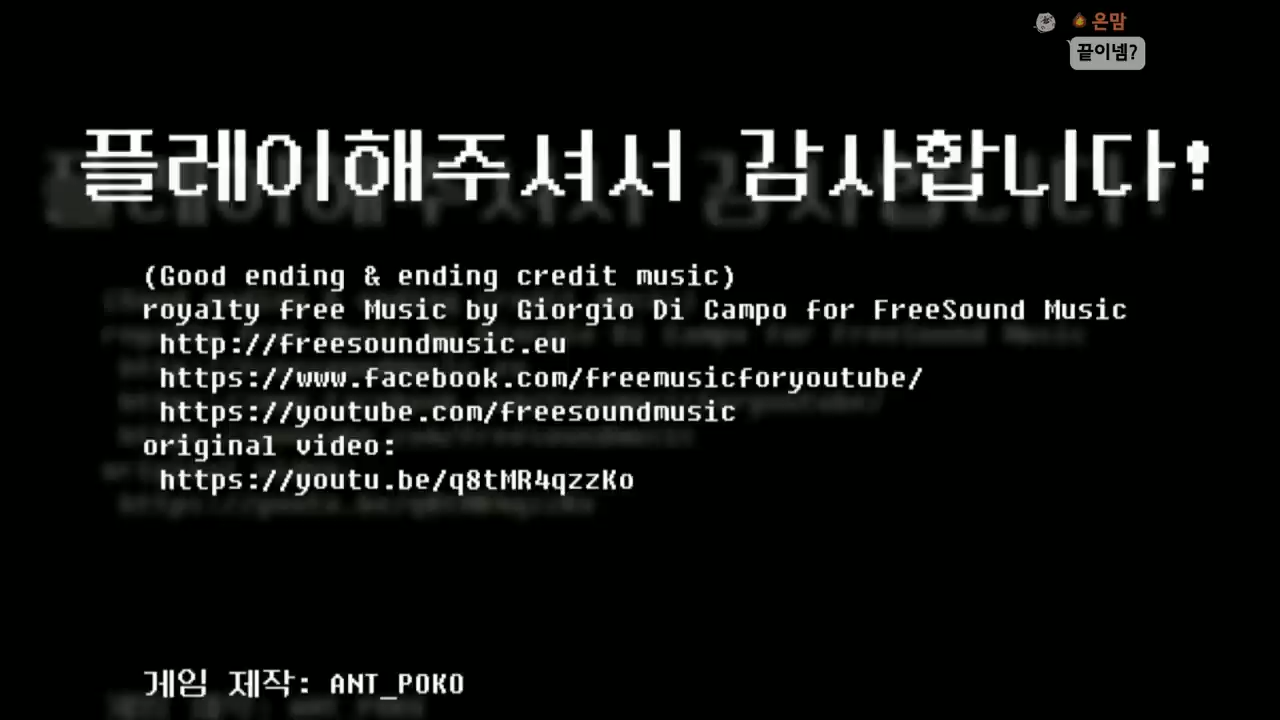 은맘
끝이넴?
플레이해주셔서 감사합니다!
(Good ending & ending credit music)
royalty free Music by Giorgio Di Campo for FreeSound Music
http://freesoundmusic.eu
https://www.facebook.com/freemusicforyoutube/
https://youtube.com/freesoundmusic
original video:
https://youtu.be/q8tMR4qzzKo
게임 제작: ANT_POKO